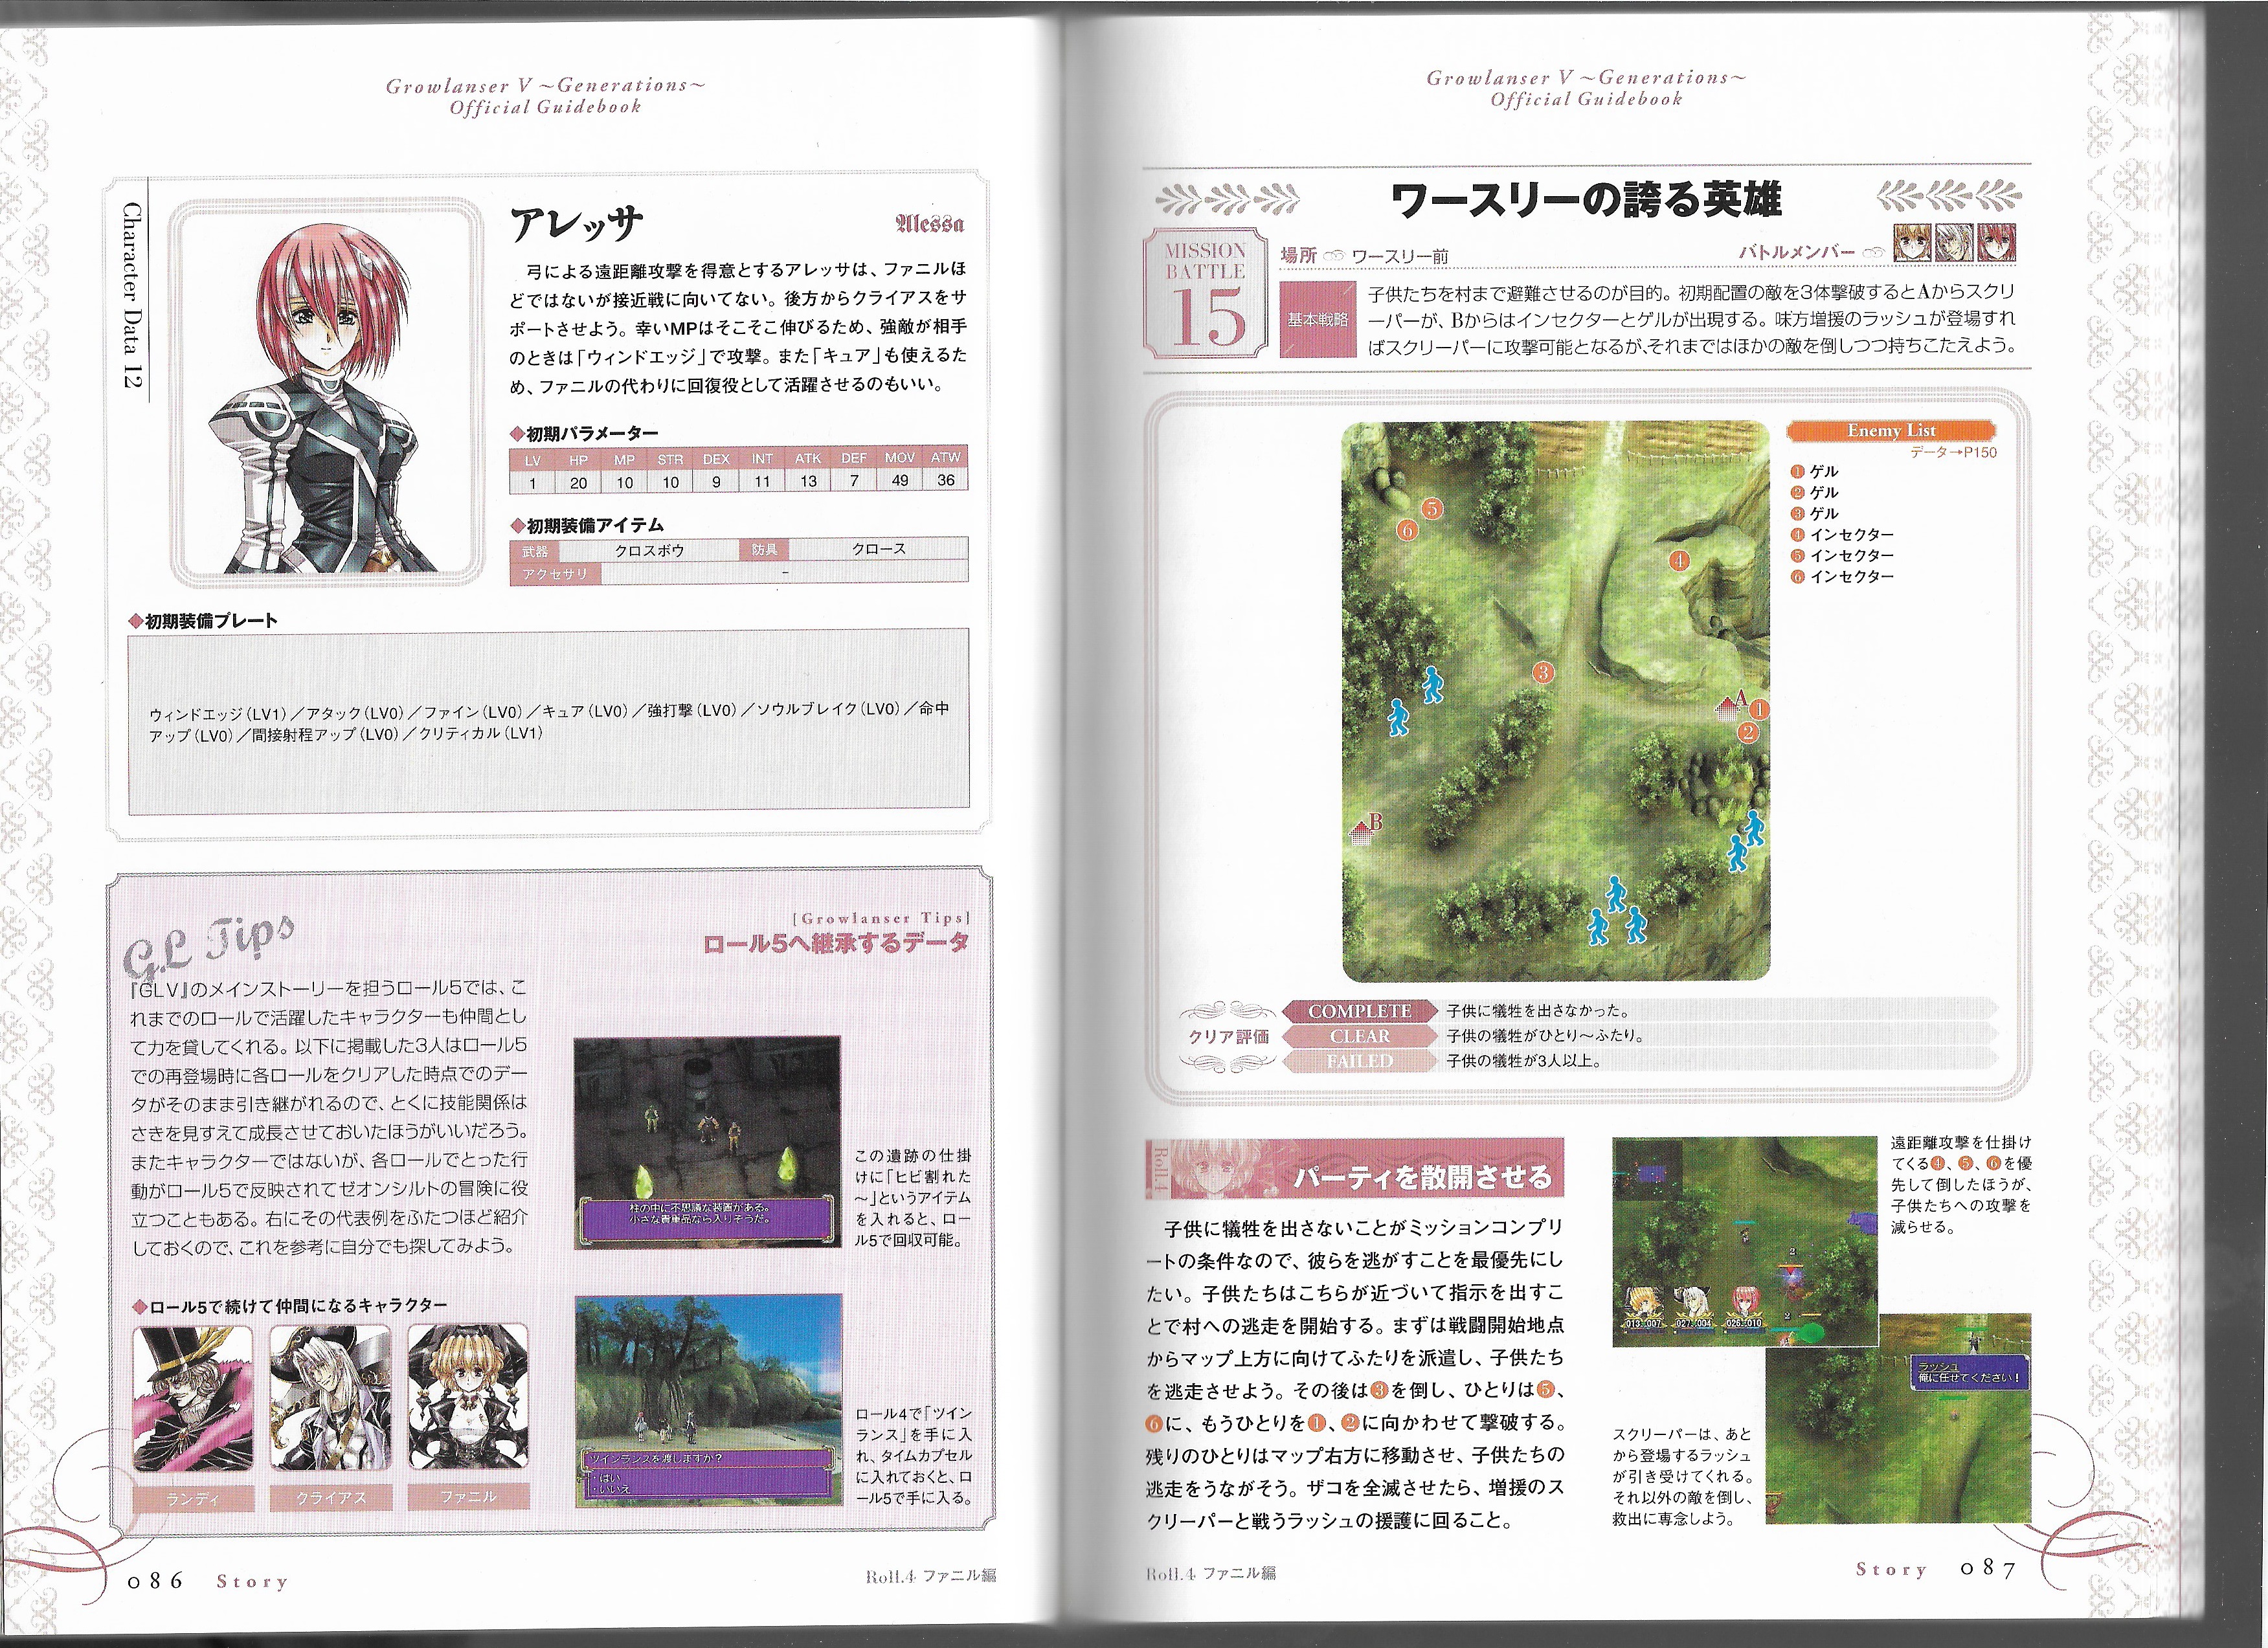 Growlanser V ~Generations~
Official Guidebook
Character Data 12
アレッサ
Alessa
弓による遠距離攻撃を得意とするアレッサは、ファニルほ
どではないが接近戦に向いてない。後方からクライアスをサ
ポートさせよう。幸いMPはそこそこ伸びるため、強敵が相手
のときは「ウィンドエッジ」で攻撃。また「キュア」も使えるた
め、ファニルの代わりに回復役として活躍させるのもいい。
◆初期パラメーター
LV HP MP STR DEX INT ATK DEF MOV ATW
1 20 10 10 9 11 13 7 49 36
◆初期装備アイテム
武器 クロスボウ 防具 クロース
アクセサリ －
◆初期装備プレート
ウィンドエッジ(LV1)／アタック(LV0)／ファイン(LV0)／キュア(LV0)／強打撃(LV0)／ソウルブレイク(LV0)／命中
アップ(LV0)／間接射程アップ(LV0)／クリティカル(LV1)
G.L Tips
[Growlanser Tips]
ロール5へ継承するデータ
『GLV』のメインストーリーを担うロール5では、こ
れまでのロールで活躍したキャラクターも仲間とし
て力を貸してくれる。以下に掲載した3人はロール5
での再登場時に各ロールをクリアした時点でのデー
タがそのまま引き継がれるので、とくに技能関係は
さきを見すえて成長させておいたほうがいいだろう。
またキャラクターではないが、各ロールでとった行
動がロール5で反映されてゼオンシルトの冒険に役
立つこともある。右にその代表例をふたつほど紹介
しておくので、これを参考に自分でも探してみよう。
柱の中に不思議な装置がある。
小さな貴重品なら入りそうだ。
この遺跡の仕掛
けに「ヒビ割れた
～」というアイテム
を入れると、ロー
ル5で回収可能。
◆ロール5で続けて仲間になるキャラクター
ランディ
クライアス
ファニル
ツインランスを渡しますか？
・はい
・いいえ
ロール4で「ツイン
ランス」を手に入
れ、タイムカプセル
に入れておくと、ロ
ール5で手に入る。
086 Story
Roll.4 ファニル編
Growlanser V ~Generations~
Official Guidebook
ワースリーの誇る英雄
MISSION
BATTLE
15
場所 ワースリー前
バトルメンバー
基本戦略
子供たちを村まで避難させるのが目的。初期配置の敵を3体撃破するとAからスクリ
ーパーが、Bからはインセクターとゲルが出現する。味方増援のラッシュが登場すれ
ばスクリーパーに攻撃可能となるが、それまではほかの敵を倒しつつ持ちこたえよう。
Enemy List
データ→P150
❶ゲル
❷ゲル
❸ゲル
❹インセクター
❺インセクター
❻インセクター
❺
❻
❹
❸
A
❶
❷
B
クリア評価
COMPLETE 子供に犠牲を出さなかった。
CLEAR 子供の犠牲がひとり～ふたり。
FAILED 子供の犠牲が3人以上。
Roll.4
パーティを散開させる
子供に犠牲を出さないことがミッションコンプリ
ートの条件なので、彼らを逃がすことを最優先にし
たい。子供たちはこちらが近づいて指示を出すこ
とで村への逃走を開始する。まずは戦闘開始地点
からマップ上方に向けてふたりを派遣し、子供たち
を逃走させよう。その後は❸を倒し、ひとりは❺、
❻に、もうひとりを❶、❷に向かわせて撃破する。
残りのひとりはマップ右方に移動させ、子供たちの
逃走をうながそう。ザコを全滅させたら、増援のス
クリーパーと戦うラッシュの援護に回ること。
2
2
013 007
027 004
026 010
遠距離攻撃を仕掛け
てくる❹、❺、❻を優
先して倒したほうが、
子供たちへの攻撃を
減らせる。
ラッシュ
俺に任せてください！
スクリーパーは、あと
から登場するラッシュ
が引き受けてくれる。
それ以外の敵を倒し、
救出に専念しよう。
Roll.4 ファニル編
Story 087